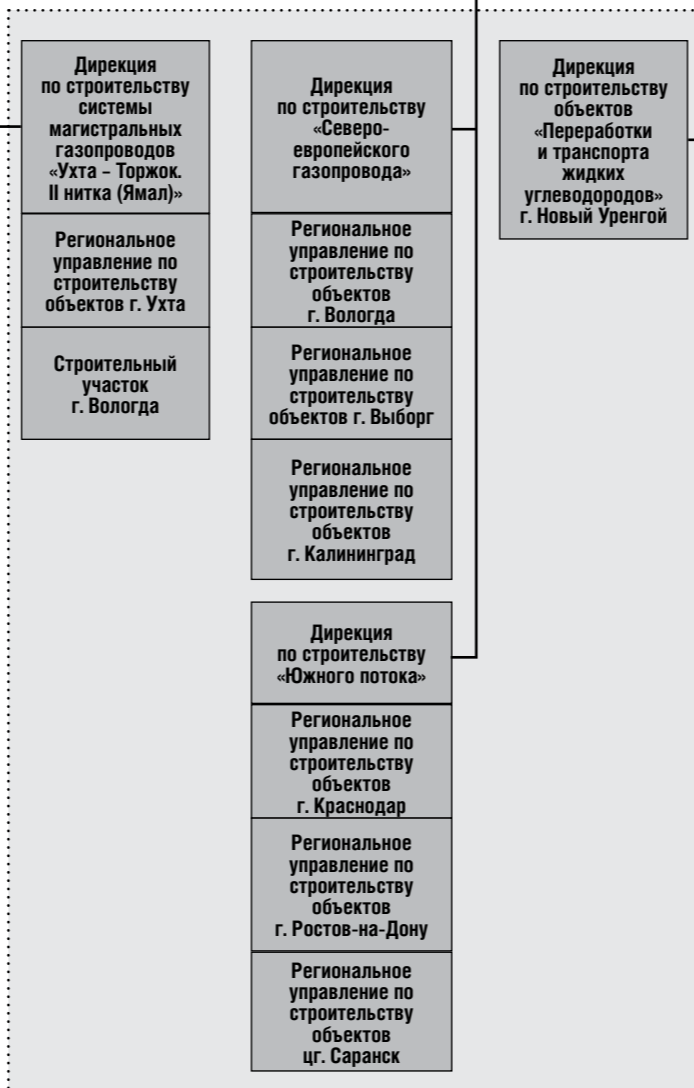 Дирекция
по строительству
системы
магистральных
газопроводов
«Ухта – Торжок.
II нитка (Ямал)»
Региональное
управление по
строительству
объектов г. Ухта
Строительный
участок
г. Вологда
Дирекция
по строительству
«Северо-
европейского
газопровода»
Региональное
управление по
строительству
объектов
г. Вологда
Региональное
управление по
строительству
объектов г. Выборг
Региональное
управление по
строительству
объектов
г. Калининград
Дирекция
по строительству
«Южного потока»
Региональное
управление по
строительству
объектов
г. Краснодар
Региональное
управление по
строительству
объектов
г. Ростов-на-Дону
Региональное
управление по
строительству
объектов
цг. Саранск
Дирекция
по строительству
объектов
«Переработки
и транспорта
жидких
углеводородов»
г. Новый Уренгой